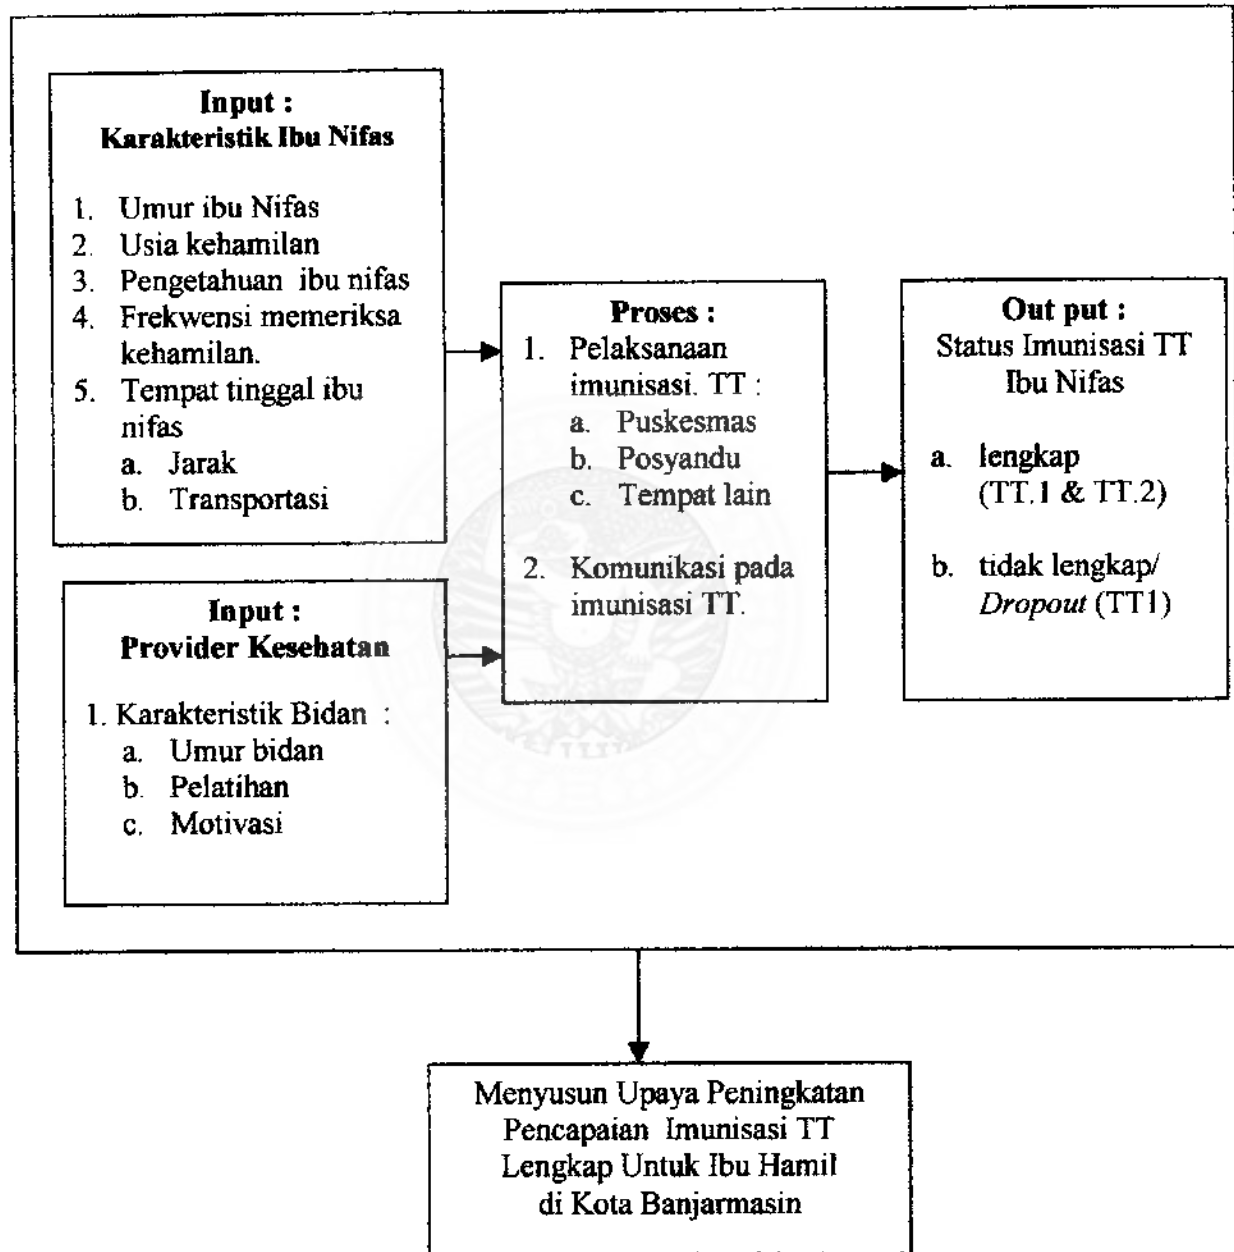 Input :
Karakteristik Ibu Nifas
1. Umur ibu Nifas
2. Usia kehamilan
3. Pengetahuan ibu nifas
4. Frekwensi memeriksa
kehamilan.
5. Tempat tinggal ibu
nifas
a. Jarak
b. Transportasi
Input :
Provider Kesehatan
1. Karakteristik Bidan :
a. Umur bidan
b. Pelatihan
c. Motivasi
Proses :
1. Pelaksanaan
imunisasi. TT :
a. Puskesmas
b. Posyandu
c. Tempat lain
2. Komunikasi pada
imunisasi TT.
Out put :
Status Imunisasi TT
Ibu Nifas
a. lengkap
(TT.1 & TT.2)
b. tidak lengkap/
Dropout (TT1)
Menyusun Upaya Peningkatan
Pencapaian Imunisasi TT
Lengkap Untuk Ibu Hamil
di Kota Banjarmasin